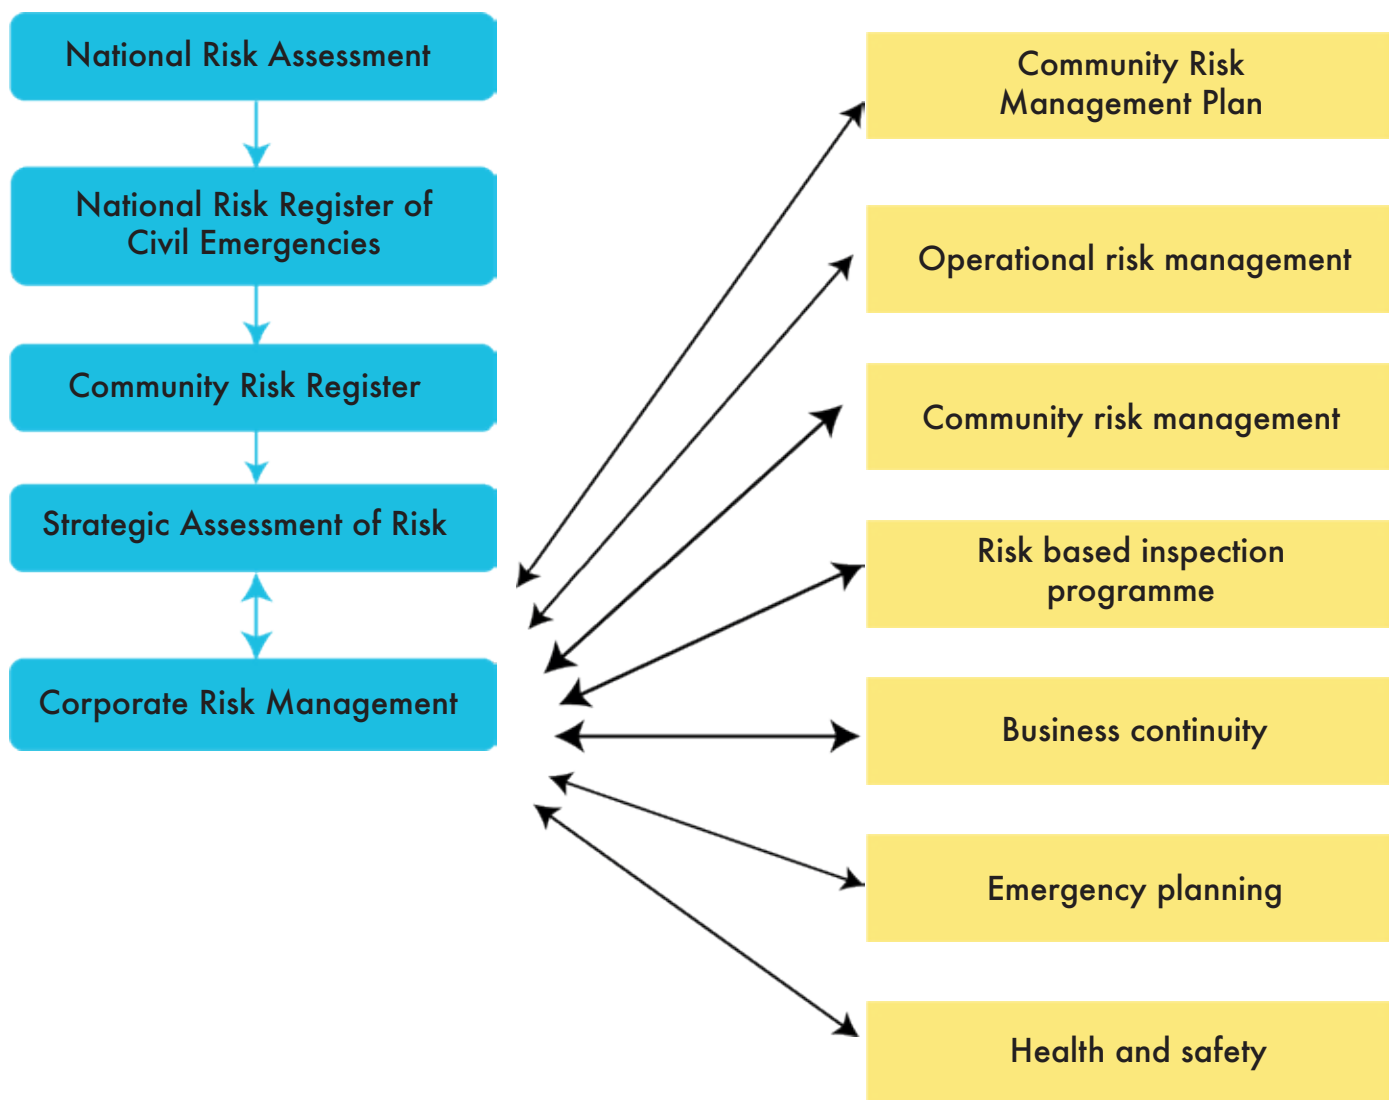 National Risk Assessment
National Risk Register of
Civil Emergencies
Community Risk Register
Strategic Assessment of Risk
Corporate Risk Management
Community Risk
Management Plan
Operational risk management
Community risk management
Risk based inspection
programme
Business continuity
Emergency planning
Health and safety